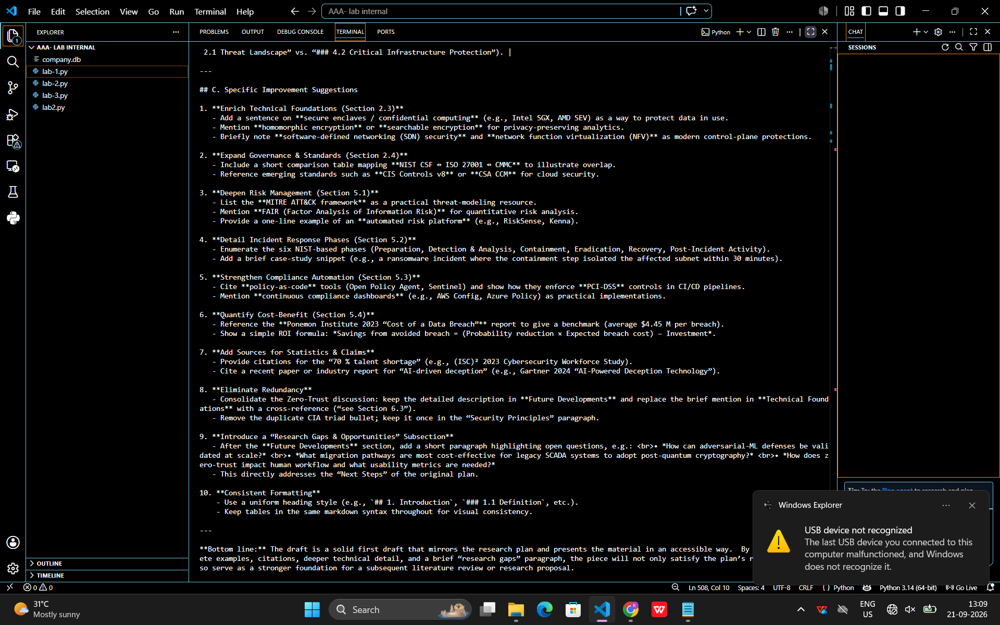 File Edit Selection View Go Run Terminal Help
AAA- lab internal
1
EXPLORER
AAA- LAB INTERNAL
company.db
lab-1.py
lab-2.py
lab-3.py
lab2.py
OUTLINE
TIMELINE
PROBLEMS OUTPUT DEBUG CONSOLE TERMINAL PORTS
Python
2.1 Threat Landscape” vs. “### 4.2 Critical Infrastructure Protection”). |
---
## C. Specific Improvement Suggestions
1. **Enrich Technical Foundations (Section 2.3)**
- Add a sentence on **secure enclaves / confidential computing** (e.g., Intel SGX, AMD SEV) as a way to protect data in use.
- Mention **homomorphic encryption** or **searchable encryption** for privacy-preserving analytics.
- Briefly note **software-defined networking (SDN) security** and **network function virtualization (NFV)** as modern control-plane protections.
2. **Expand Governance & Standards (Section 2.4)**
- Include a short comparison table mapping **NIST CSF ↔ ISO 27001 ↔ CMMC** to illustrate overlap.
- Reference emerging standards such as **CIS Controls v8** or **CSA CCM** for cloud security.
3. **Deepen Risk Management (Section 5.1)**
- List the **MITRE ATT&CK framework** as a practical threat-modeling resource.
- Mention **FAIR (Factor Analysis of Information Risk)** for quantitative risk analysis.
- Provide a one-line example of an **automated risk platform** (e.g., RiskSense, Kenna).
4. **Detail Incident Response Phases (Section 5.2)**
- Enumerate the six NIST-based phases (Preparation, Detection & Analysis, Containment, Eradication, Recovery, Post-Incident Activity).
- Add a brief case-study snippet (e.g., a ransomware incident where the containment step isolated the affected subnet within 30 minutes).
5. **Strengthen Compliance Automation (Section 5.3)**
- Cite **policy-as-code** tools (Open Policy Agent, Sentinel) and show how they enforce **PCI-DSS** controls in CI/CD pipelines.
- Mention **continuous compliance dashboards** (e.g., AWS Config, Azure Policy) as practical implementations.
6. **Quantify Cost-Benefit (Section 5.4)**
- Reference the **Ponemon Institute 2023 “Cost of a Data Breach”** report to give a benchmark (average $4.45 M per breach).
- Show a simple ROI formula: *Savings from avoided breach = (Probability reduction × Expected breach cost) – Investment*.
7. **Add Sources for Statistics & Claims**
- Provide citations for the “70 % talent shortage” (e.g., (ISC)² 2023 Cybersecurity Workforce Study).
- Cite a recent paper or industry report for “AI-driven deception” (e.g., Gartner 2024 “AI-Powered Deception Technology”).
8. **Eliminate Redundancy**
- Consolidate the Zero-Trust discussion: keep the detailed description in **Future Developments** and replace the brief mention in **Technical Found
ations** with a cross-reference (“see Section 6.3”).
- Remove the duplicate CIA triad bullet; keep it once in the “Security Principles” paragraph.
9. **Introduce a “Research Gaps & Opportunities” Subsection**
- After the **Future Developments** section, add a short paragraph highlighting open questions, e.g.: <br>• *How can adversarial-ML defenses be vali
dated at scale?* <br>• *What migration pathways are most cost-effective for legacy SCADA systems to adopt post-quantum cryptography?* <br>• *How does z
ero-trust impact human workflow and what usability metrics are needed?*
- This directly addresses the “Next Steps” of the original plan.
10. **Consistent Formatting**
- Use a uniform heading style (e.g., `## 1. Introduction`, `### 1.1 Definition`, etc.).
- Keep tables in the same markdown syntax throughout for visual consistency.
---
**Bottom line:** The draft is a solid first draft that mirrors the research plan and presents the material in an accessible way. By
ete examples, citations, deeper technical detail, and a brief “research gaps” paragraph, the piece will not only satisfy the plan’s
so serve as a stronger foundation for a subsequent literature review or research proposal.
CHAT
SESSIONS
Windows Explorer
USB device not recognized
The last USB device you connected to this
computer malfunctioned, and Windows
does not recognize it.
0 0
Ln 508, Col 10 Spaces: 4 UTF-8 CRLF { } Python Python 3.14 (64-bit) Go Live
31°C
Mostly sunny
Search
ENG
US
13:09
21-09-2026